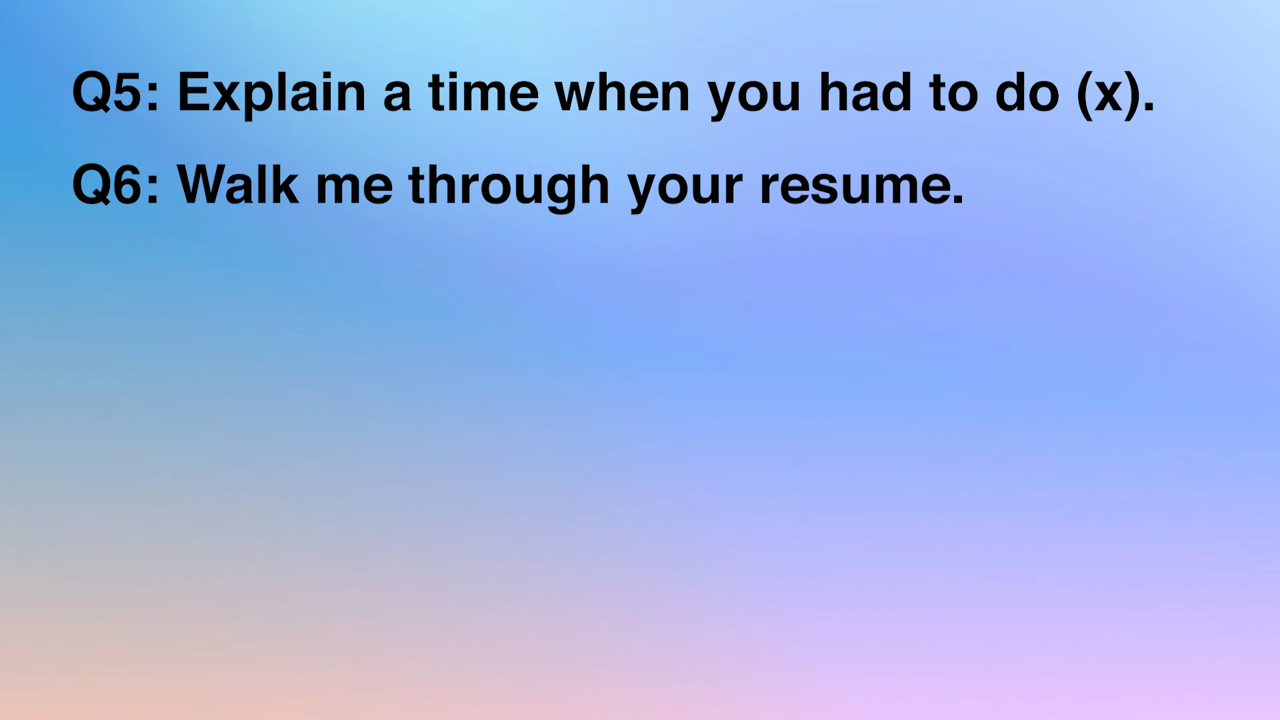 Q5: Explain a time when you had to do (x).
Q6: Walk me through your resume.